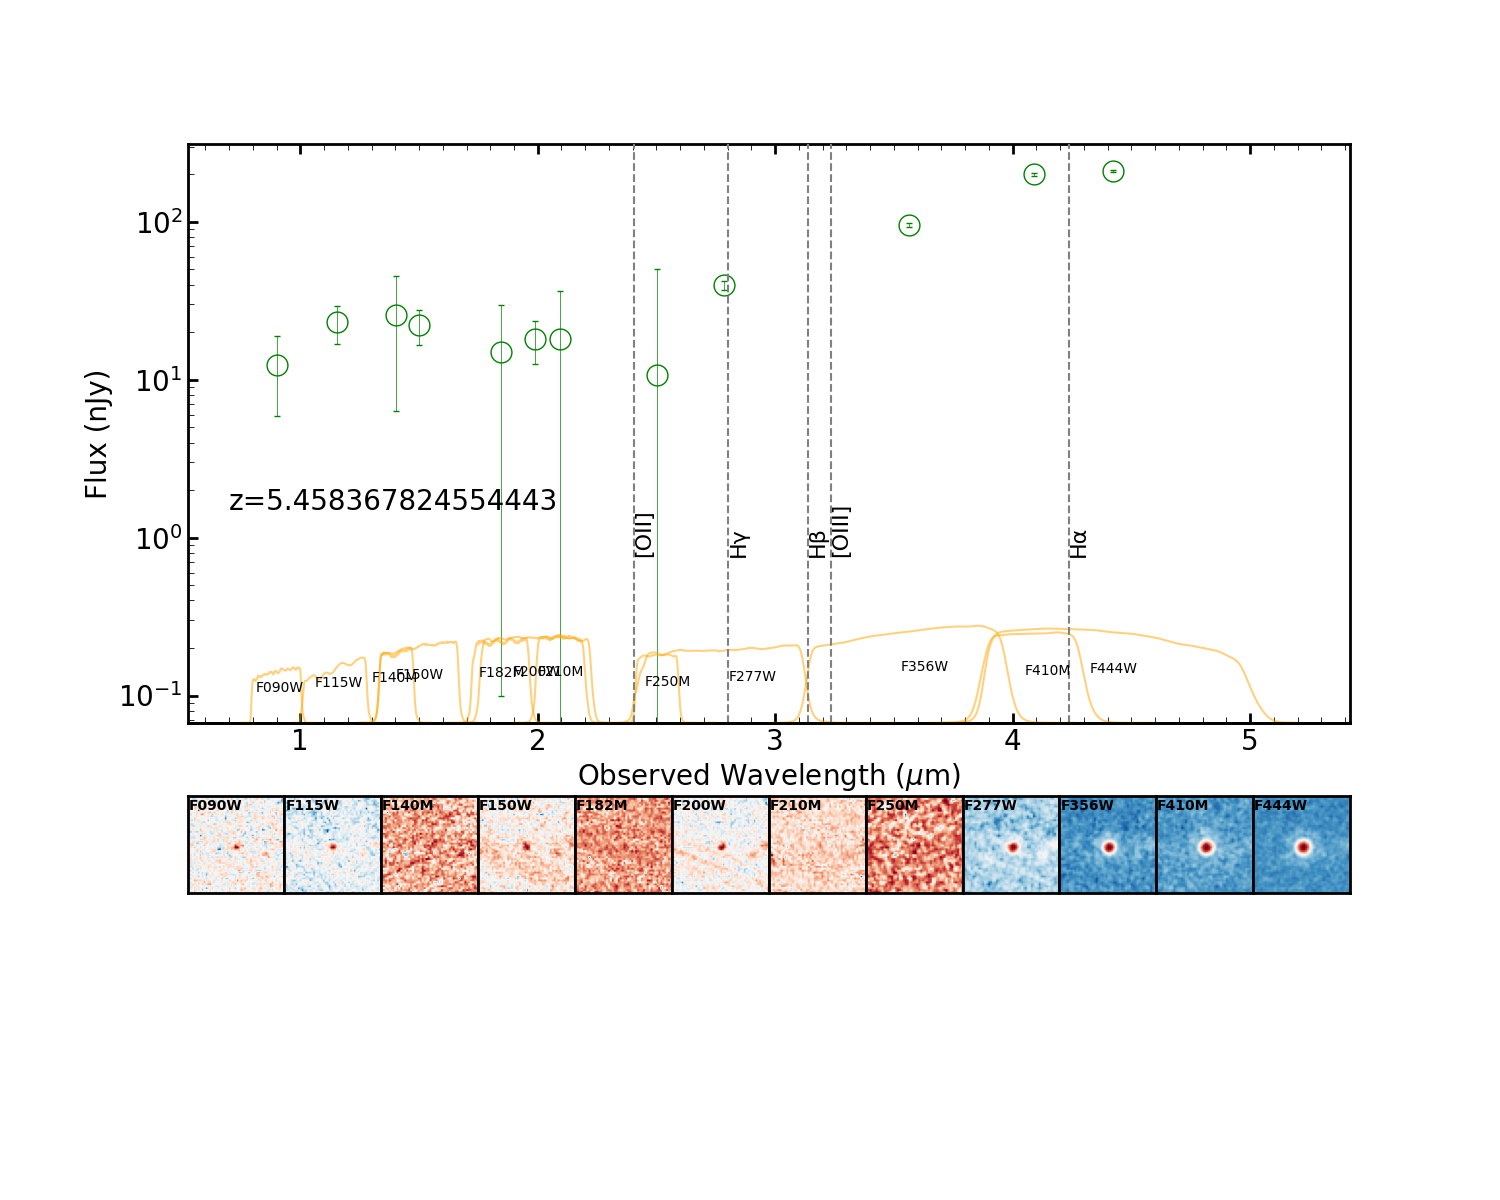 10²
10¹
10⁰
10⁻¹
Flux (nJy)
z=5.458367824554443
[OII]
Hγ
Hβ
[OIII]
Hα
F090W
F115W
F140M
F150W
F182M
F200W
F210M
F250M
F277W
F356W
F410M
F444W
1 2 3 4 5
Observed Wavelength (μm)
F090W F115W F140M F150W F182M F200W F210M F250M F277W F356W F410M F444W